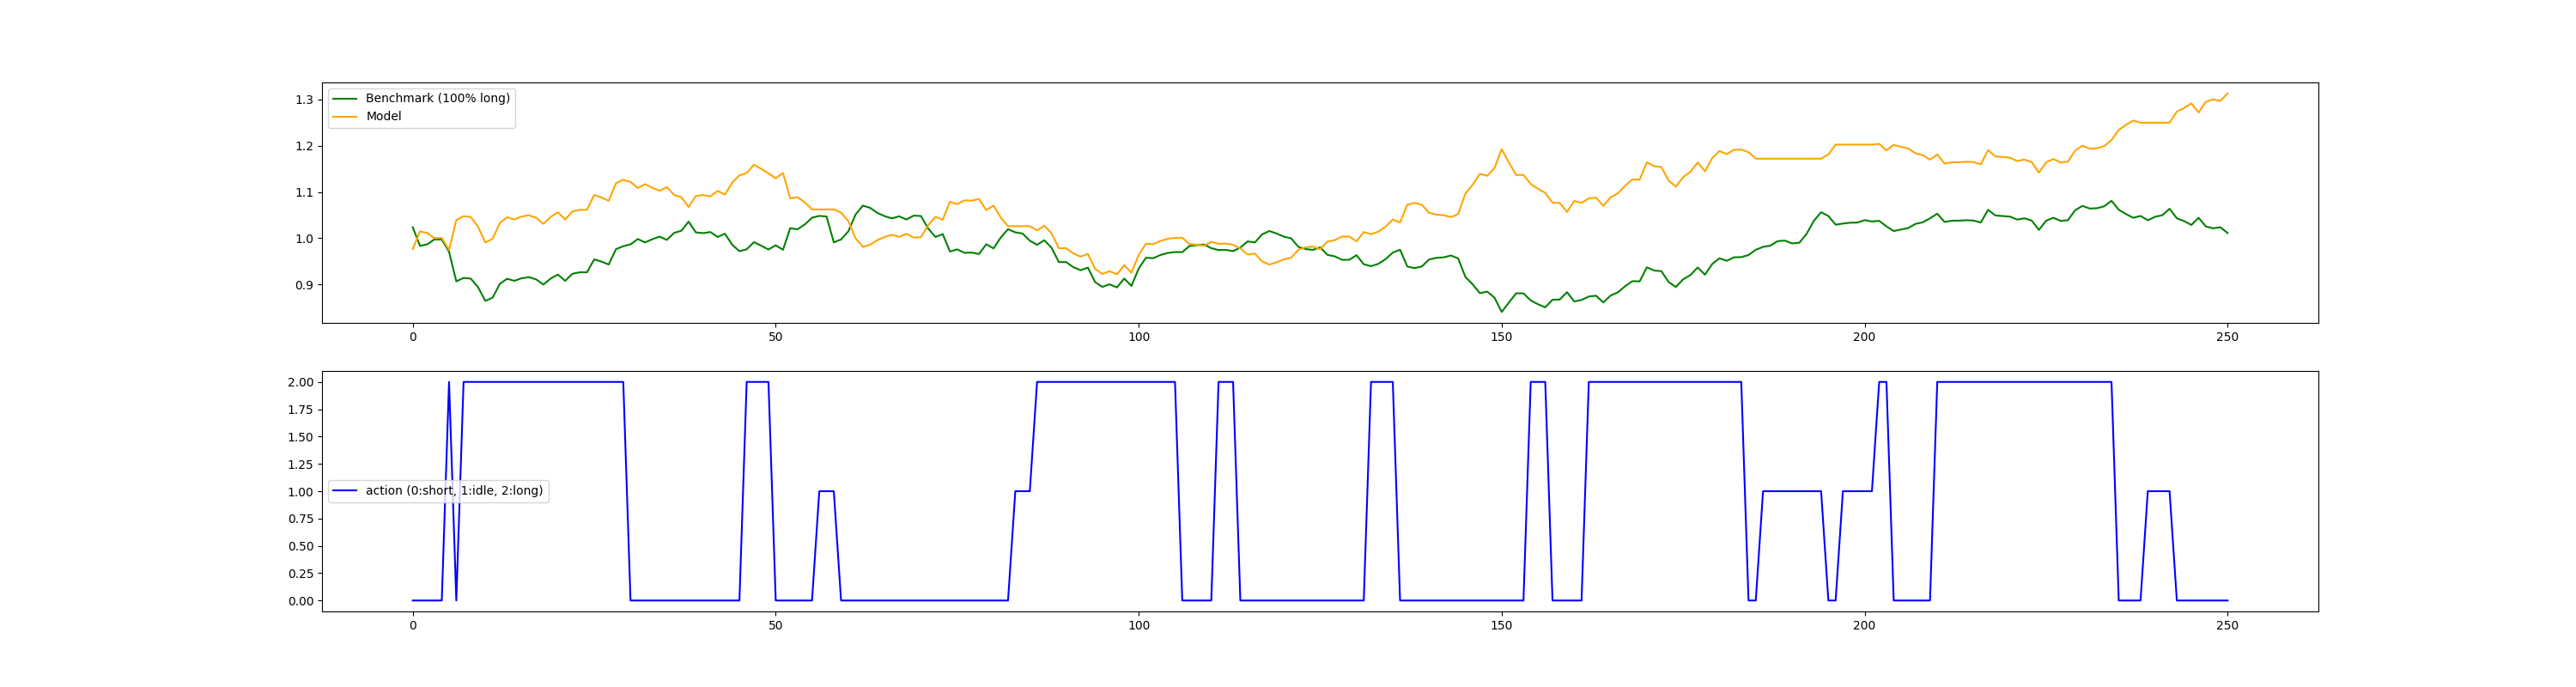 1.3
1.2
1.1
1.0
0.9
Benchmark (100% long)
Model
0 50 100 150 200 250
2.00
1.75
1.50
1.25
1.00
0.75
0.50
0.25
0.00
action (0:short, 1:idle, 2:long)
0 50 100 150 200 250